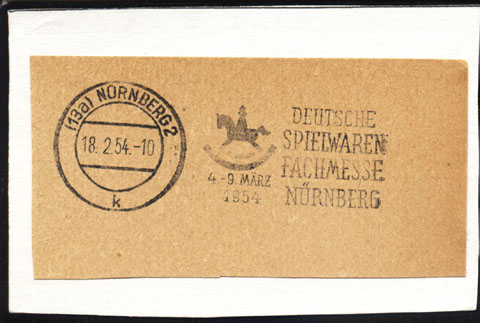 (13a) NÜRNBERG 2
18. 2.54.-10
k
4.-9. MÄRZ
1954
DEUTSCHE
SPIELWAREN
FACHMESSE
NÜRNBERG